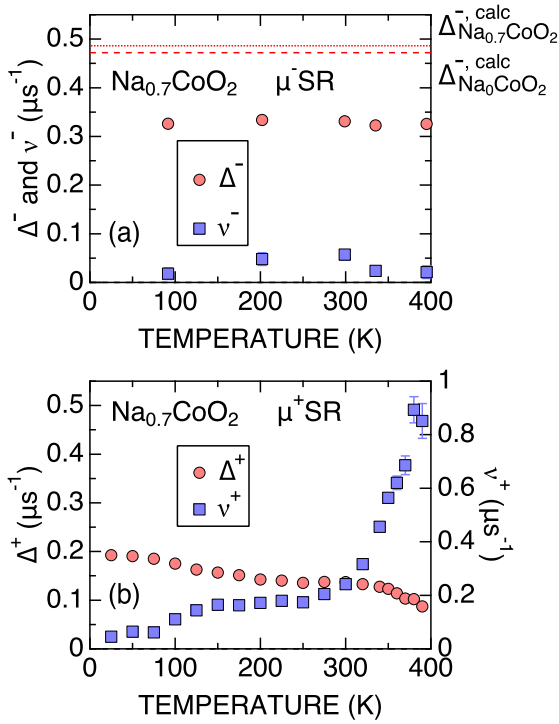 0.5
0.4
0.3
0.2
0.1
0
Δ⁻ and ν⁻ (μs⁻¹)
Δ⁻, calc Na0.7CoO2
Δ⁻, calc Na0CoO2
Na0.7CoO2 μ⁻SR
Δ⁻
ν⁻
(a)
0 100 200 300 400
TEMPERATURE (K)
0.5
0.4
0.3
0.2
0.1
0
Δ⁺ (μs⁻¹)
Na0.7CoO2 μ⁺SR
Δ⁺
ν⁺
(b)
1
0.8
0.6
0.4
0.2
0
ν⁺ (μs⁻¹)
0 100 200 300 400
TEMPERATURE (K)